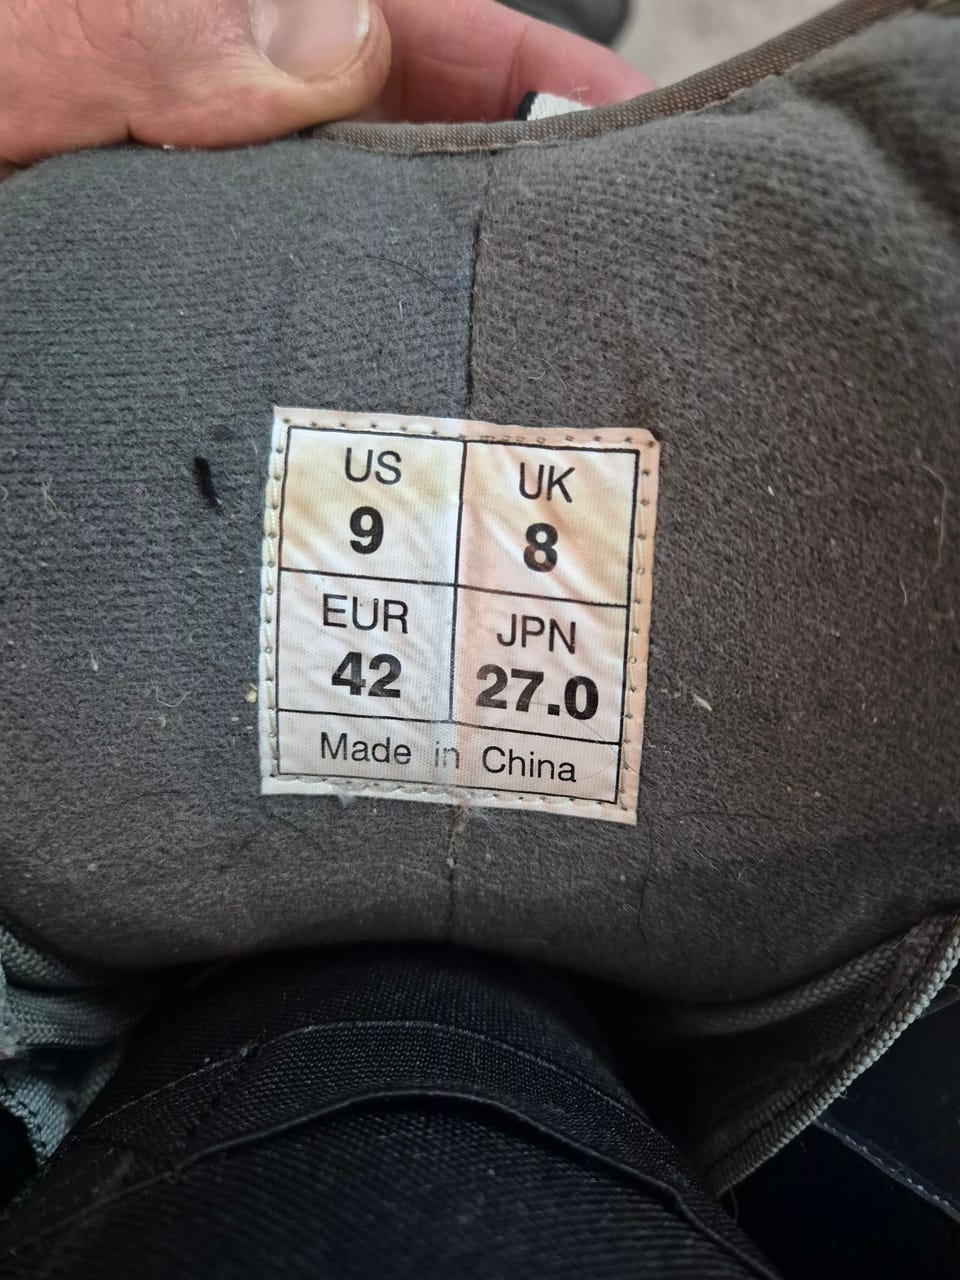 US UK
9 8
EUR JPN
42 27.0
Made in China